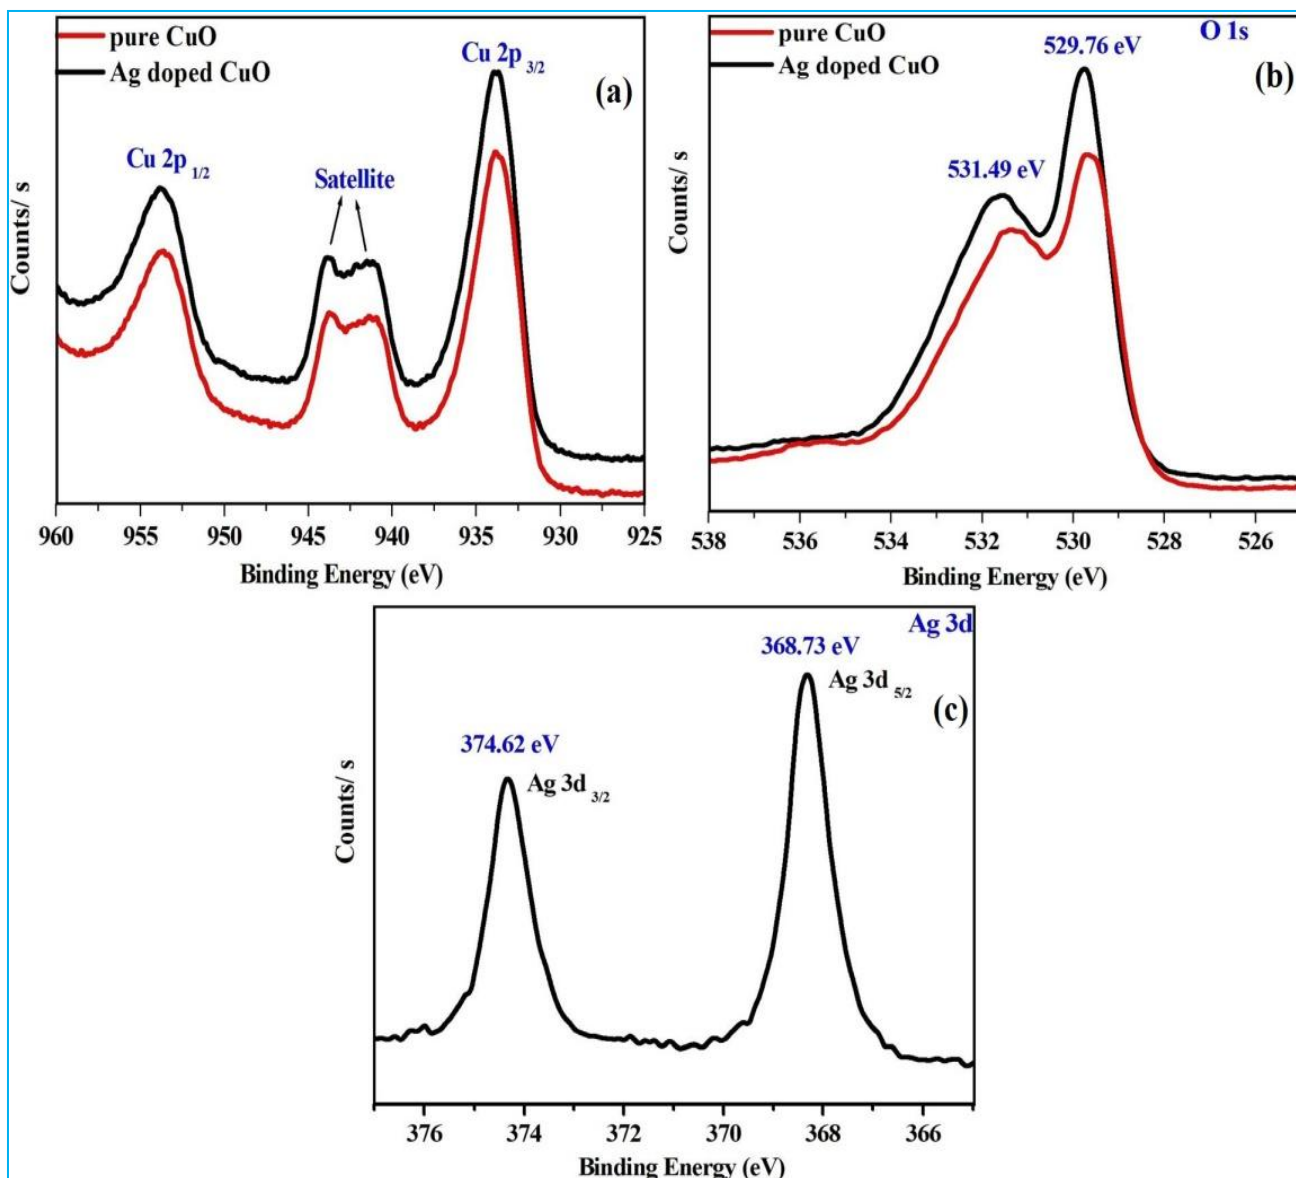 pure CuO
Ag doped CuO
Cu 2p 3/2
(a)
Cu 2p 1/2
Satellite
Counts/ s
960 955 950 945 940 935 930 925
Binding Energy (eV)
pure CuO
Ag doped CuO
O 1s
529.76 eV
(b)
531.49 eV
Counts/ s
538 536 534 532 530 528 526
Binding Energy (eV)
Ag 3d
368.73 eV
Ag 3d 5/2
(c)
374.62 eV
Ag 3d 3/2
Counts/ s
376 374 372 370 368 366
Binding Energy (eV)